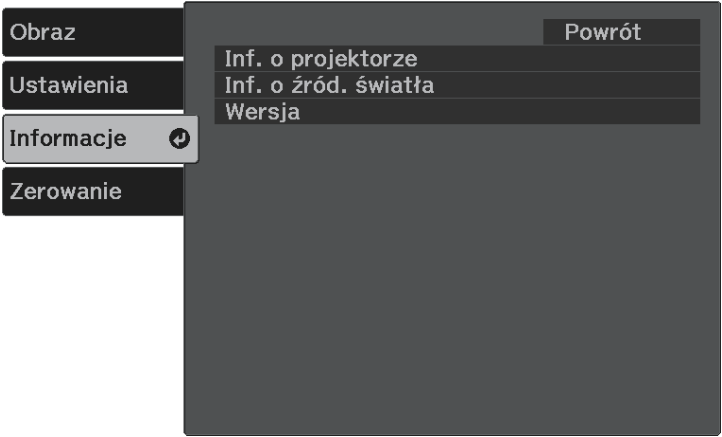 Obraz
Ustawienia
Informacje
Zerowanie
Powrót
Inf. o projektorze
Inf. o źród. światła
Wersja